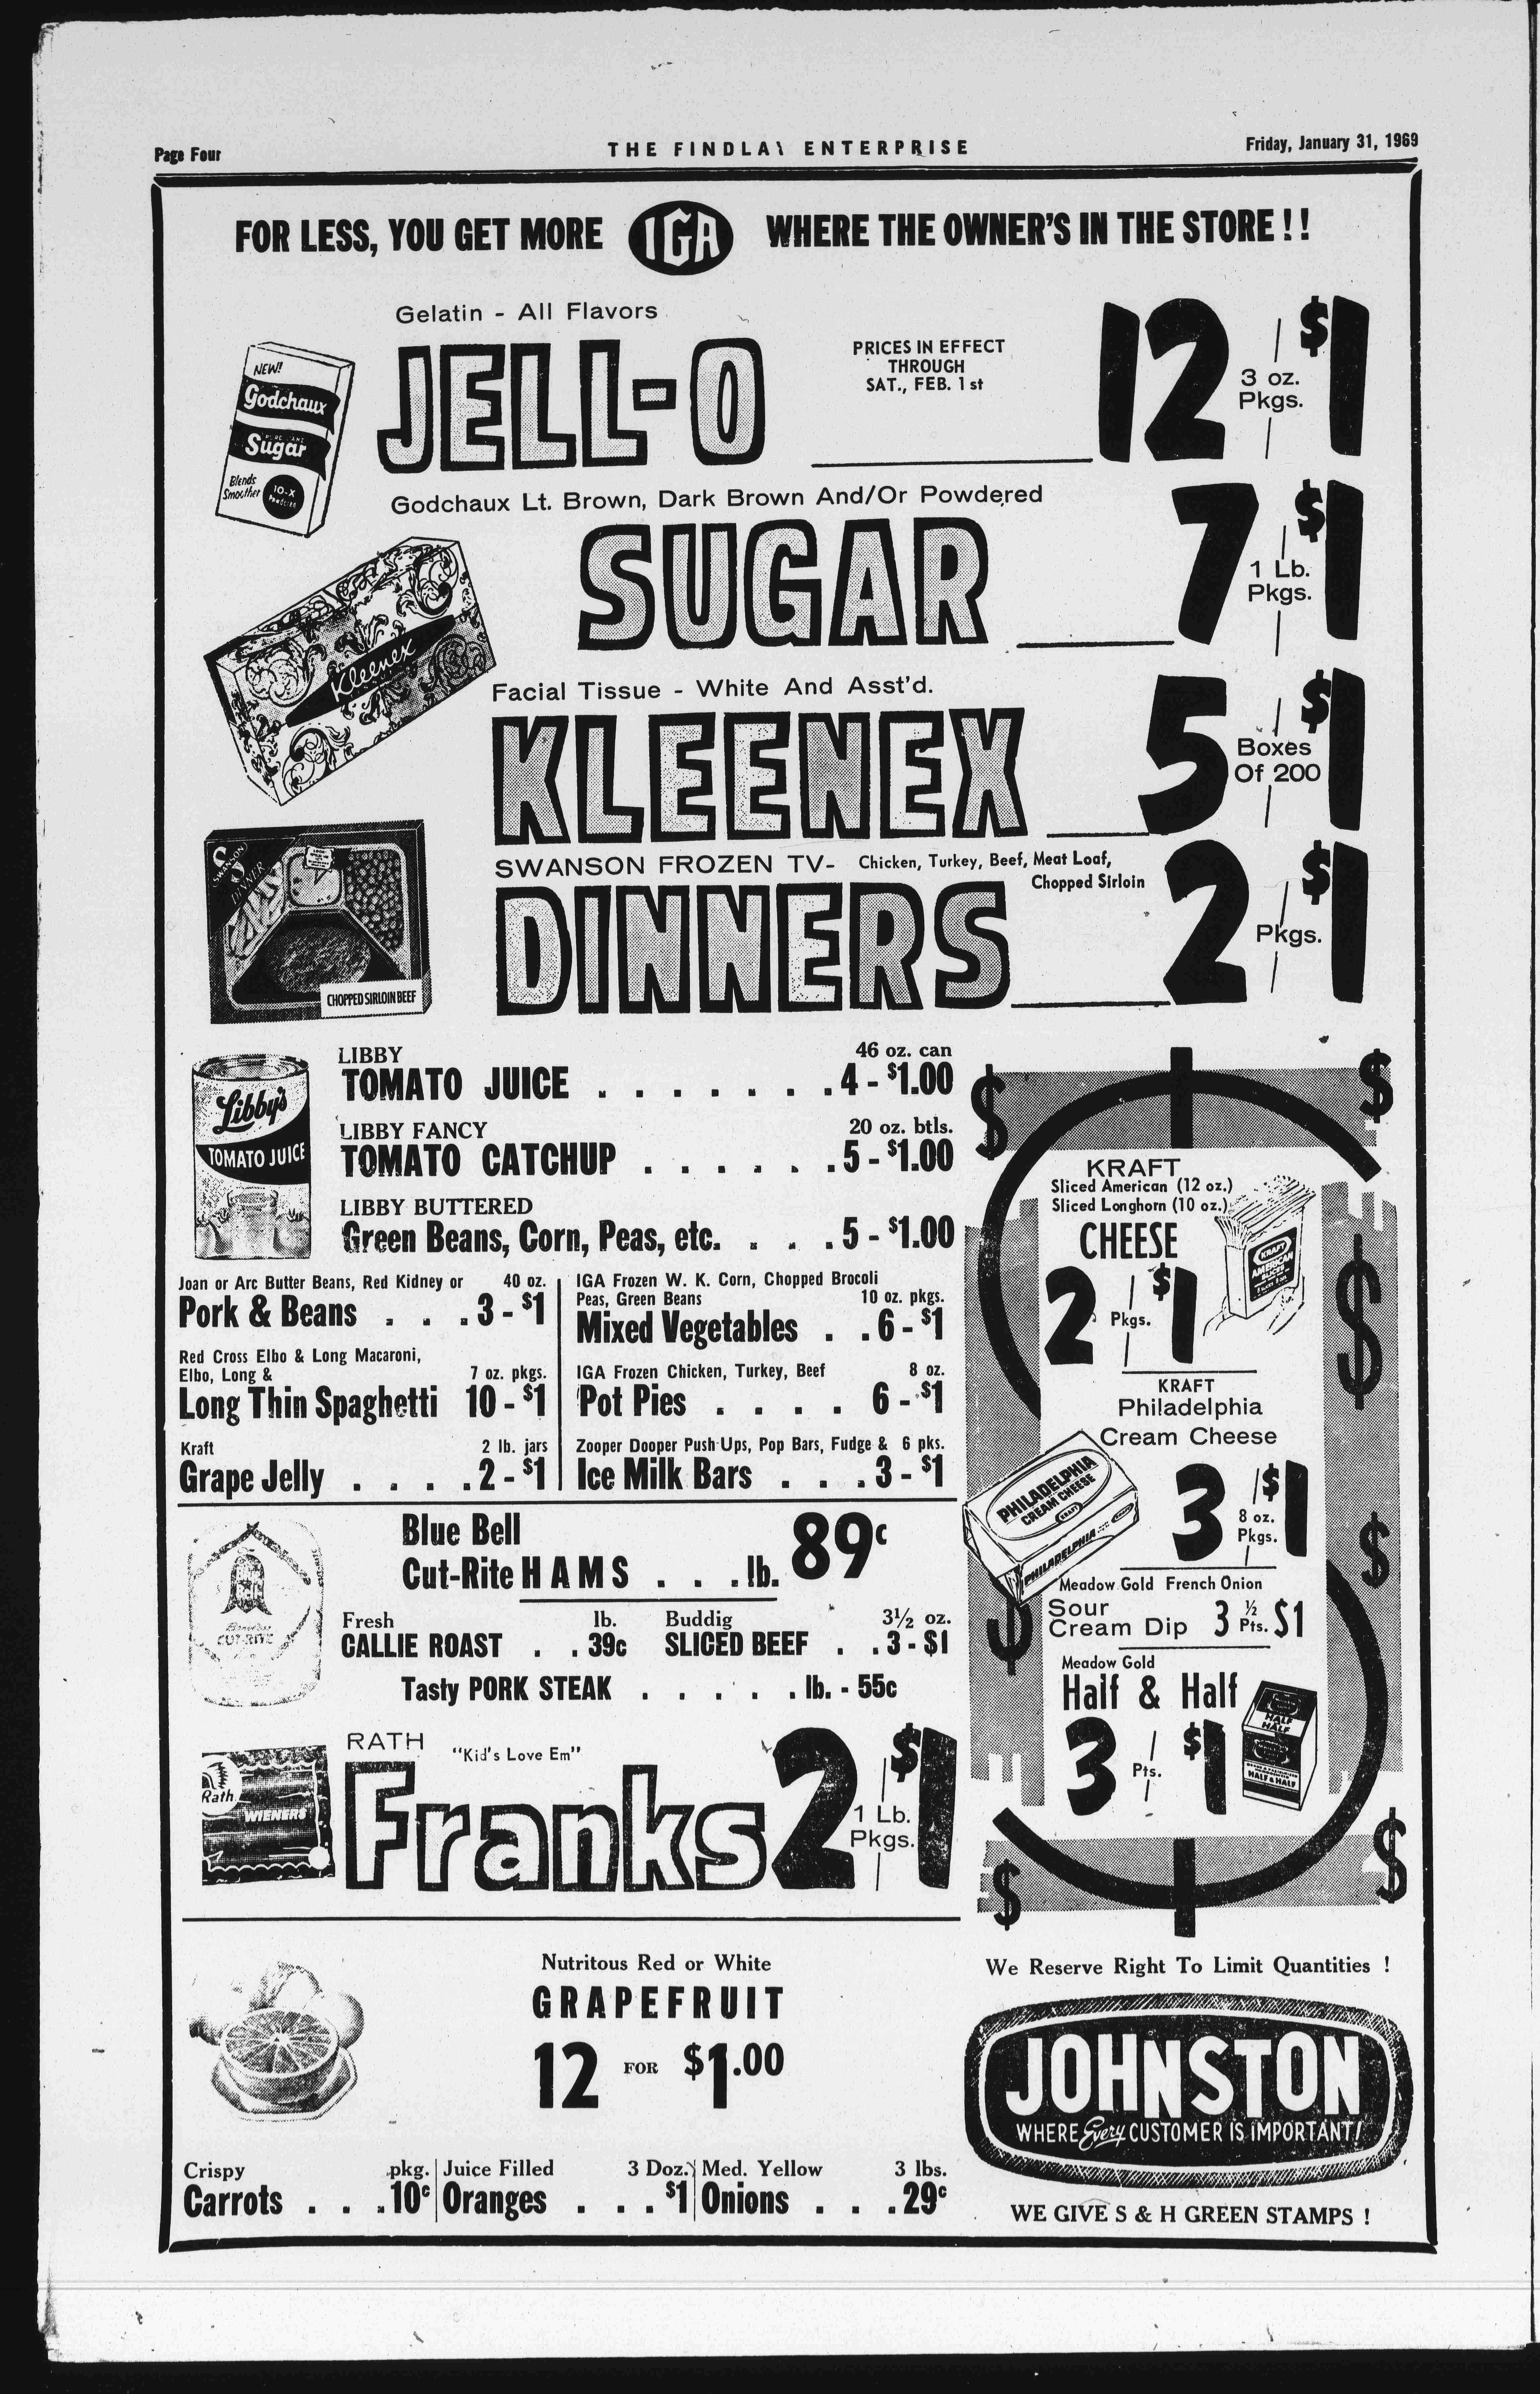 Page Four
THE FINDLAY ENTERPRISE
Friday, January 31, 1969
FOR LESS, YOU GET MORE IGA WHERE THE OWNER'S IN THE STORE!!
Gelatin - All Flavors
JELL-O
PRICES IN EFFECT
THROUGH
SAT., FEB. 1st
12 3 oz. Pkgs. $1
NEW!
Godchaux
Sugar
Blends
Smoother
10-X
Powdered
Godchaux Lt. Brown, Dark Brown And/Or Powdered
SUGAR
7 1 Lb. Pkgs. $1
Kleenex
Facial Tissue - White And Asst'd.
KLEENEX
5 Boxes Of 200 $1
SWANSON FROZEN TV- Chicken, Turkey, Beef, Meat Loaf,
Chopped Sirloin
DINNERS
2 Pkgs. $1
SWANSON
DINNER
CHOPPED SIRLOIN BEEF
Libby's
TOMATO JUICE
LIBBY 46 oz. can
TOMATO JUICE . . . . . . . 4 - $1.00
LIBBY FANCY 20 oz. btls.
TOMATO CATCHUP . . . . . . 5 - $1.00
LIBBY BUTTERED
Green Beans, Corn, Peas, etc. . . . 5 - $1.00
Joan or Arc Butter Beans, Red Kidney or 40 oz.
Pork & Beans . . . 3 - $1
Red Cross Elbo & Long Macaroni,
Elbo, Long & 7 oz. pkgs.
Long Thin Spaghetti 10 - $1
Kraft 2 lb. jars
Grape Jelly . . . . 2 - $1
IGA Frozen W. K. Corn, Chopped Brocoli
Peas, Green Beans 10 oz. pkgs.
Mixed Vegetables . . 6 - $1
IGA Frozen Chicken, Turkey, Beef 8 oz.
Pot Pies . . . . 6 - $1
Zooper Dooper Push Ups, Pop Bars, Fudge & 6 pks.
Ice Milk Bars . . . 3 - $1
Blue Bell
Cut-Rite HAMS . . . lb. 89c
CUT-RITE
Fresh lb.
CALLIE ROAST . . 39c
Buddig 3½ oz.
SLICED BEEF . . 3 - $1
Tasty PORK STEAK . . . . . lb. - 55c
Rath
WIENERS
RATH "Kid's Love Em"
Franks 2 1 Lb. Pkgs. $1
KRAFT
Sliced American (12 oz.)
Sliced Longhorn (10 oz.)
CHEESE
2 Pkgs. $1
KRAFT
AMERICAN
KRAFT
Philadelphia
Cream Cheese
PHILADELPHIA
CREAM CHEESE
KRAFT
PHILADELPHIA
3 8 oz. Pkgs. $1
Meadow Gold French Onion
Sour
Cream Dip 3 ½ Pts. $1
Meadow Gold
Half & Half
3 Pts. $1
HALF
HALF
HALF & HALF
Nutritous Red or White
GRAPEFRUIT
12 FOR $1.00
Crispy pkg.
Carrots . . . 10c
Juice Filled 3 Doz.
Oranges . . . $1
Med. Yellow 3 lbs.
Onions . . . 29c
We Reserve Right To Limit Quantities !
JOHNSTON
WHERE Every CUSTOMER IS IMPORTANT!
WE GIVE S & H GREEN STAMPS !